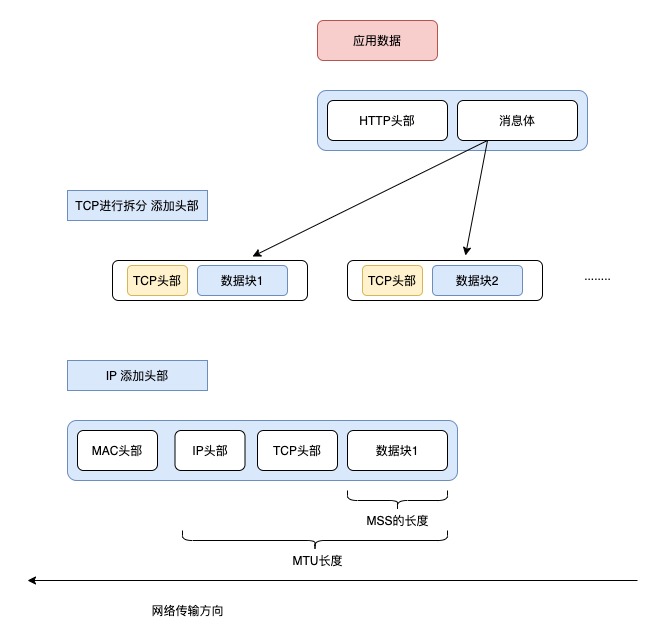 应用数据
HTTP头部 消息体
TCP进行拆分 添加头部
TCP头部 数据块1 TCP头部 数据块2 ........
IP 添加头部
MAC头部 IP头部 TCP头部 数据块1
MSS的长度
MTU长度
网络传输方向